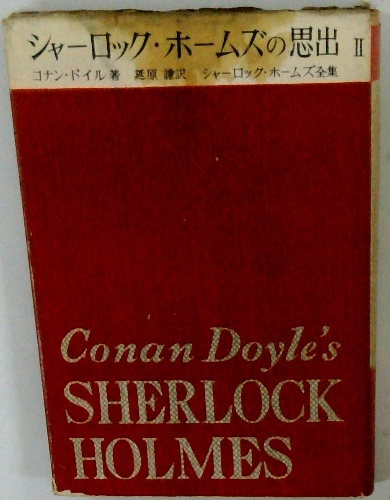 シャーロック・ホームズの思出 II
コナン・ドイル著 延原 謙訳 シャーロック・ホームズ全集
Conan Doyle's
SHERLOCK
HOLMES